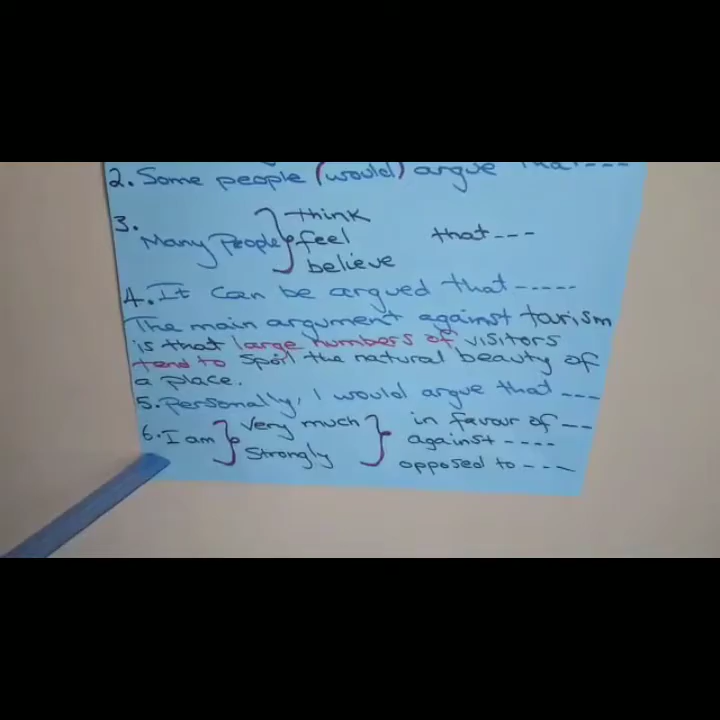 2. Some people (would) argue that ---
3.
Many People } think
feel
believe
that ---
4. It can be argued that -----
The main argument against tourism
is that large numbers of visitors
tend to spoil the natural beauty of
a place.
5. Personally, I would argue that ---
6. I am } very much
strongly
} in favour of --
against ----
opposed to ---